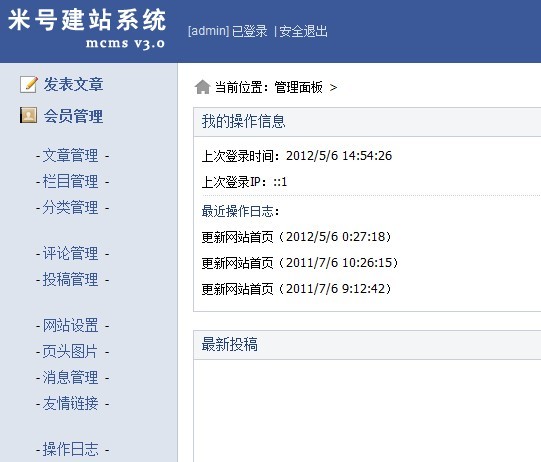 米号建站系统
mcms v3.0
[admin] 已登录 | 安全退出
发表文章
会员管理
- 文章管理 -
- 栏目管理 -
- 分类管理 -
- 评论管理 -
- 投稿管理 -
- 网站设置 -
- 页头图片 -
- 消息管理 -
- 友情链接 -
- 操作日志 -
当前位置：管理面板 >
我的操作信息
上次登录时间：2012/5/6 14:54:26
上次登录IP：::1
最近操作日志：
更新网站首页（2012/5/6 0:27:18）
更新网站首页（2011/7/6 10:26:15）
更新网站首页（2011/7/6 9:12:42）
最新投稿